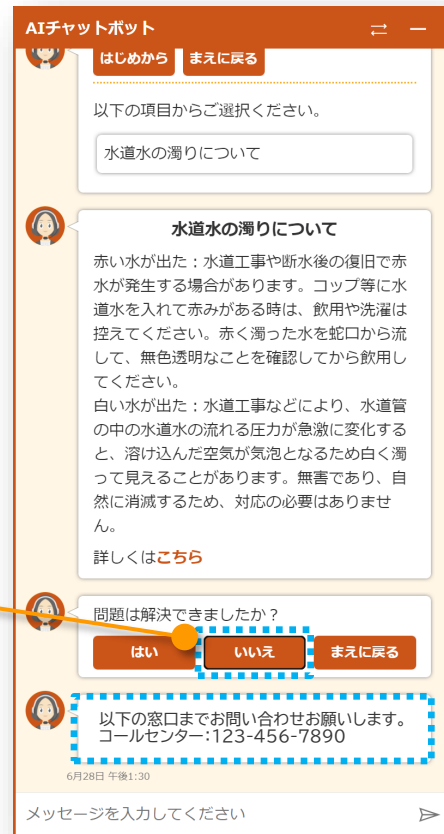 AIチャットボット
はじめから まえに戻る
以下の項目からご選択ください。
水道水の濁りについて
水道水の濁りについて
赤い水が出た：水道工事や断水後の復旧で赤
水が発生する場合があります。コップ等に水
道水を入れて赤みがある時は、飲用や洗濯は
控えてください。赤く濁った水を蛇口から流
して、無色透明なことを確認してから飲用し
てください。
白い水が出た：水道工事などにより、水道管
の中の水道水の流れる圧力が急激に変化する
と、溶け込んだ空気が気泡となるため白く濁
って見えることがあります。無害であり、自
然に消滅するため、対応の必要はありませ
ん。
詳しくはこちら
問題は解決できましたか？
はい いいえ まえに戻る
以下の窓口までお問い合わせお願いします。
コールセンター：123-456-7890
6月28日 午後1:30
メッセージを入力してください